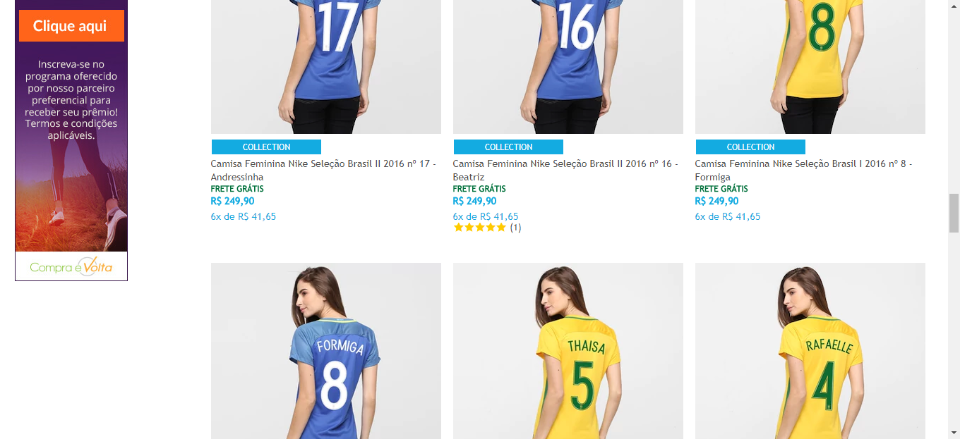 Clique aqui
Inscreva-se no
programa oferecido
por nosso parceiro
preferencial para
receber seu prêmio!
Termos e condições
aplicáveis.
Compra e Volta
17
COLLECTION
Camisa Feminina Nike Seleção Brasil II 2016 nº 17 -
Andressinha
FRETE GRÁTIS
R$ 249,90
6x de R$ 41,65
16
COLLECTION
Camisa Feminina Nike Seleção Brasil II 2016 nº 16 -
Beatriz
FRETE GRÁTIS
R$ 249,90
6x de R$ 41,65
(1)
8
COLLECTION
Camisa Feminina Nike Seleção Brasil I 2016 nº 8 -
Formiga
FRETE GRÁTIS
R$ 249,90
6x de R$ 41,65
FORMIGA
8
THAISA
5
RAFAELLE
4